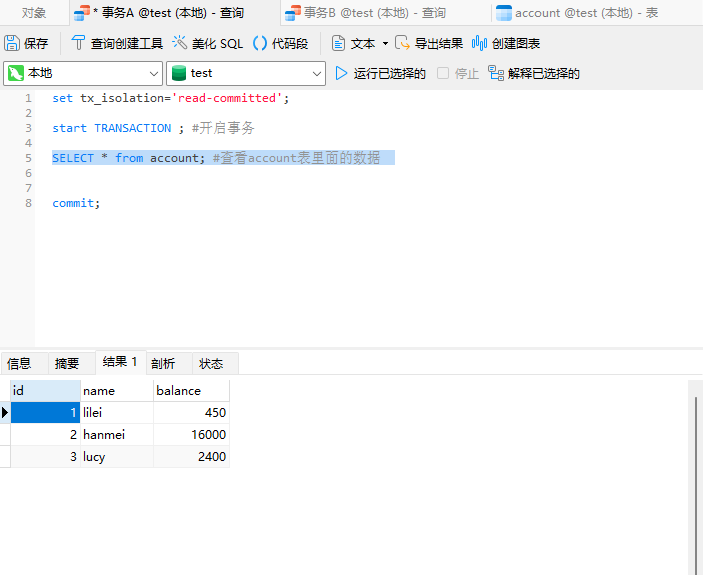 对象 * 事务A @test (本地) - 查询 事务B @test (本地) - 查询 account @test (本地) - 表
保存 查询创建工具 美化 SQL 代码段 文本 导出结果 创建图表
本地 test 运行已选择的 停止 解释已选择的
1 set tx_isolation='read-committed';
2
3 start TRANSACTION ; #开启事务
4
5 SELECT * from account; #查看account表里面的数据
6
7
8 commit;
信息 摘要 结果 1 剖析 状态
id name balance
1 lilei 450
2 hanmei 16000
3 lucy 2400